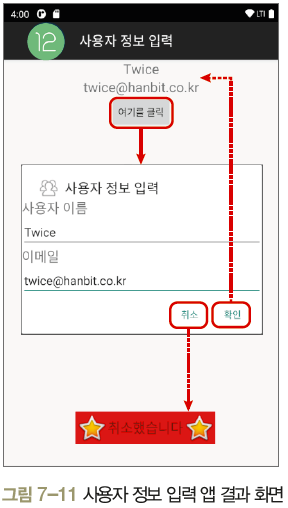 4:00
LTE
12
사용자 정보 입력
Twice
twice@hanbit.co.kr
여기를 클릭
사용자 정보 입력
사용자 이름
Twice
이메일
twice@hanbit.co.kr
취소 확인
취소했습니다
그림 7-11 사용자 정보 입력 앱 결과 화면